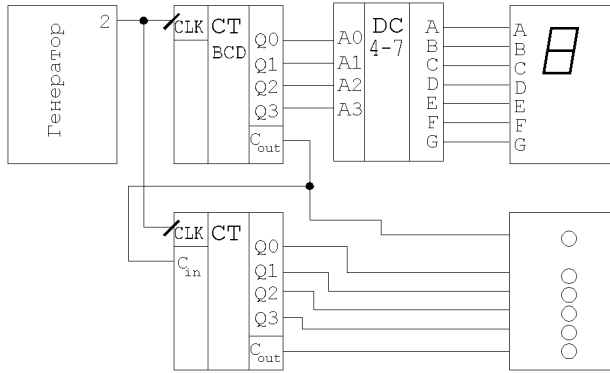 Генератор
2
CLK
CT
BCD
Q0
Q1
Q2
Q3
Cout
A0
A1
A2
A3
DC
4-7
A
B
C
D
E
F
G
A
B
C
D
E
F
G
CLK
CT
Cin
Q0
Q1
Q2
Q3
Cout